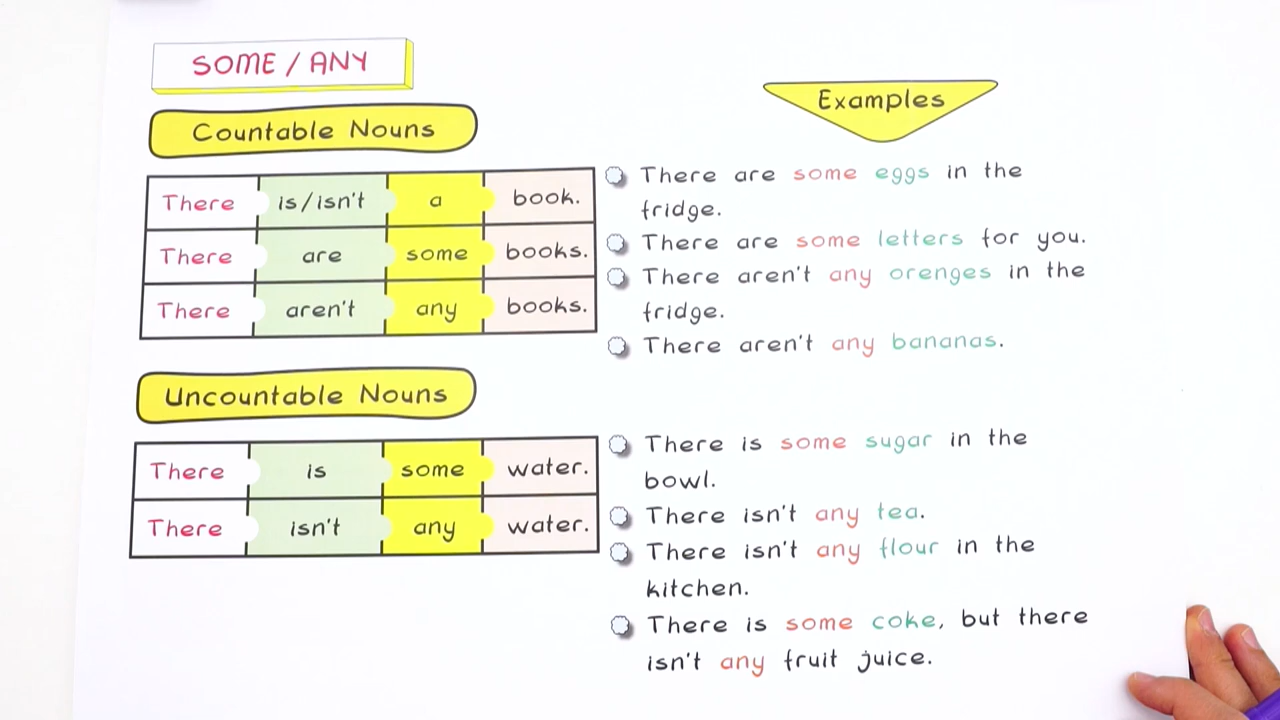 SOME / ANY
Countable Nouns
There is/isn't a book.
There are some books.
There aren't any books.
Uncountable Nouns
There is some water.
There isn't any water.
Examples
There are some eggs in the
fridge.
There are some letters for you.
There aren't any orenges in the
fridge.
There aren't any bananas.
There is some sugar in the
bowl.
There isn't any tea.
There isn't any flour in the
kitchen.
There is some coke, but there
isn't any fruit juice.